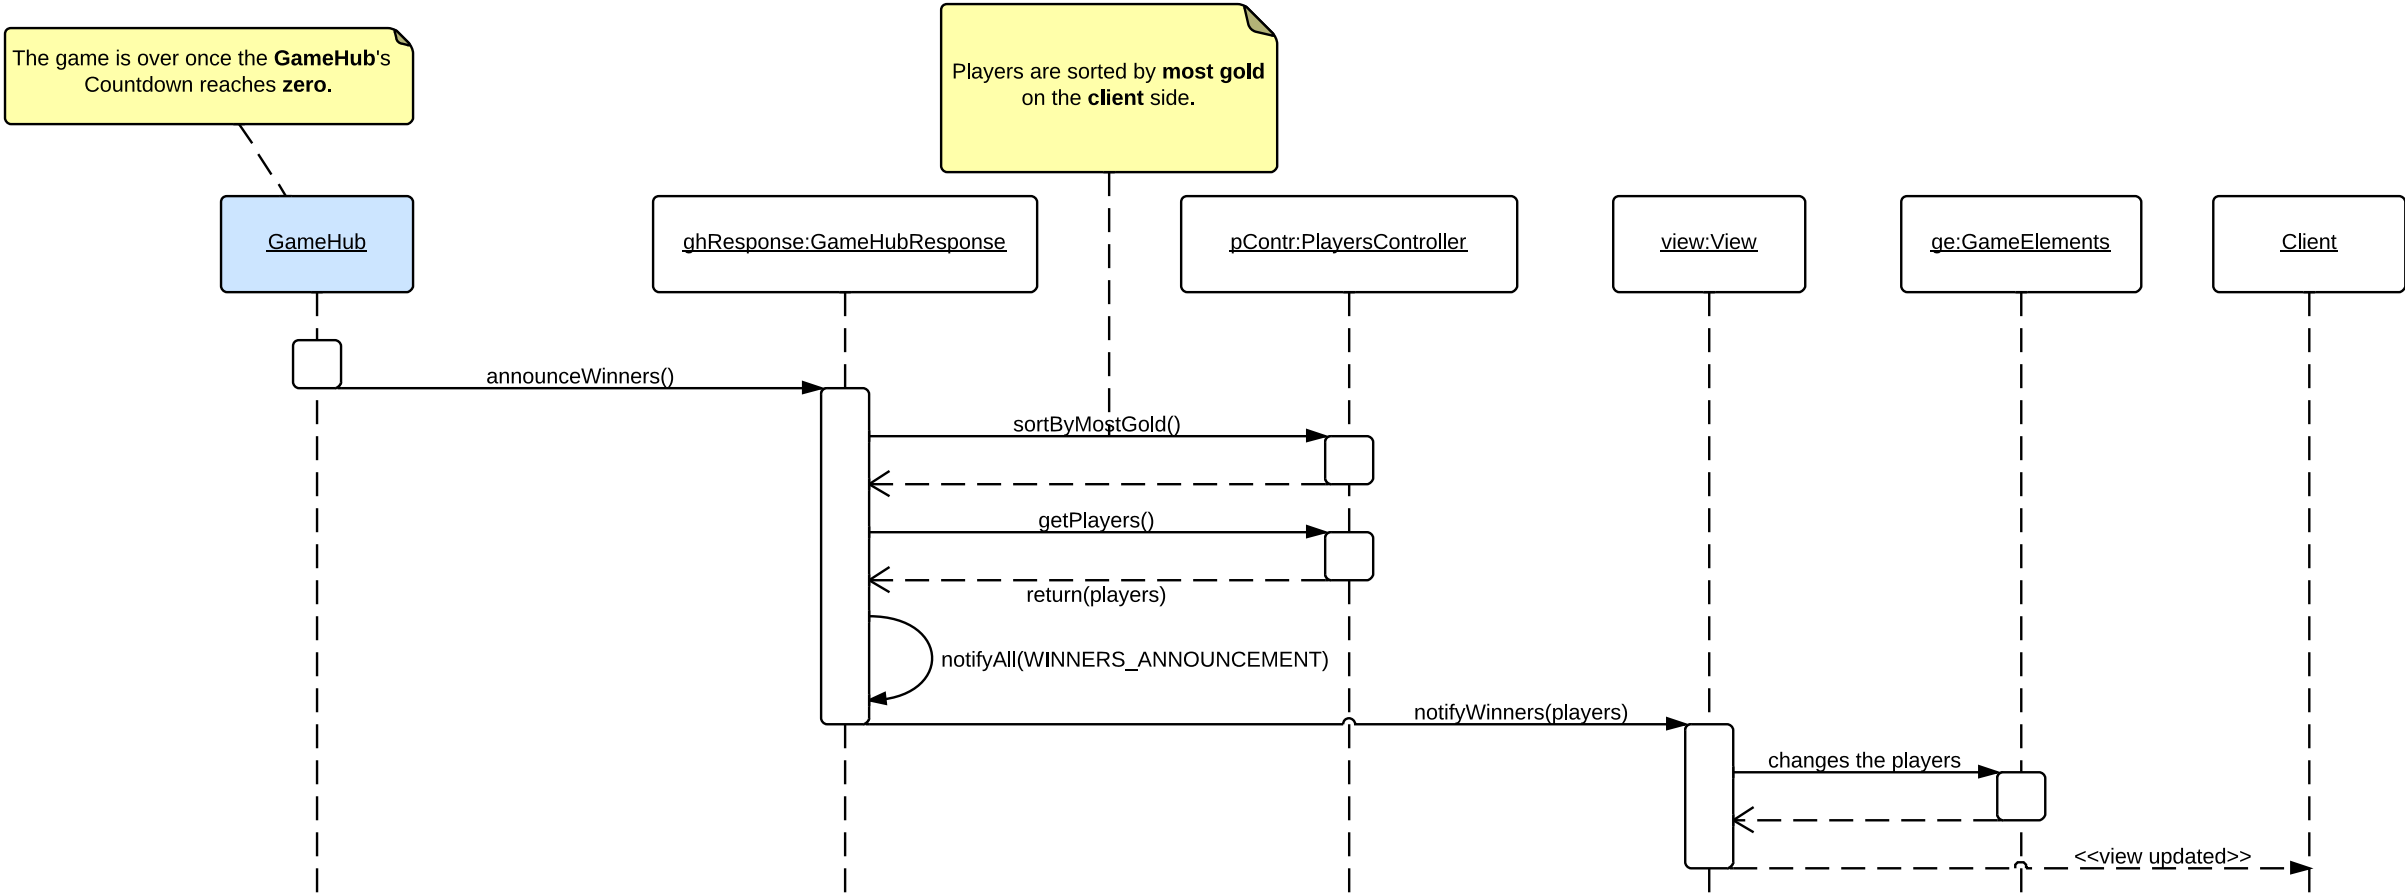 The game is over once the GameHub's
Countdown reaches zero.
Players are sorted by most gold
on the client side.
GameHub
ghResponse:GameHubResponse
pContr:PlayersController
view:View
ge:GameElements
Client
announceWinners()
sortByMostGold()
getPlayers()
return(players)
notifyAll(WINNERS_ANNOUNCEMENT)
notifyWinners(players)
changes the players
<<view updated>>